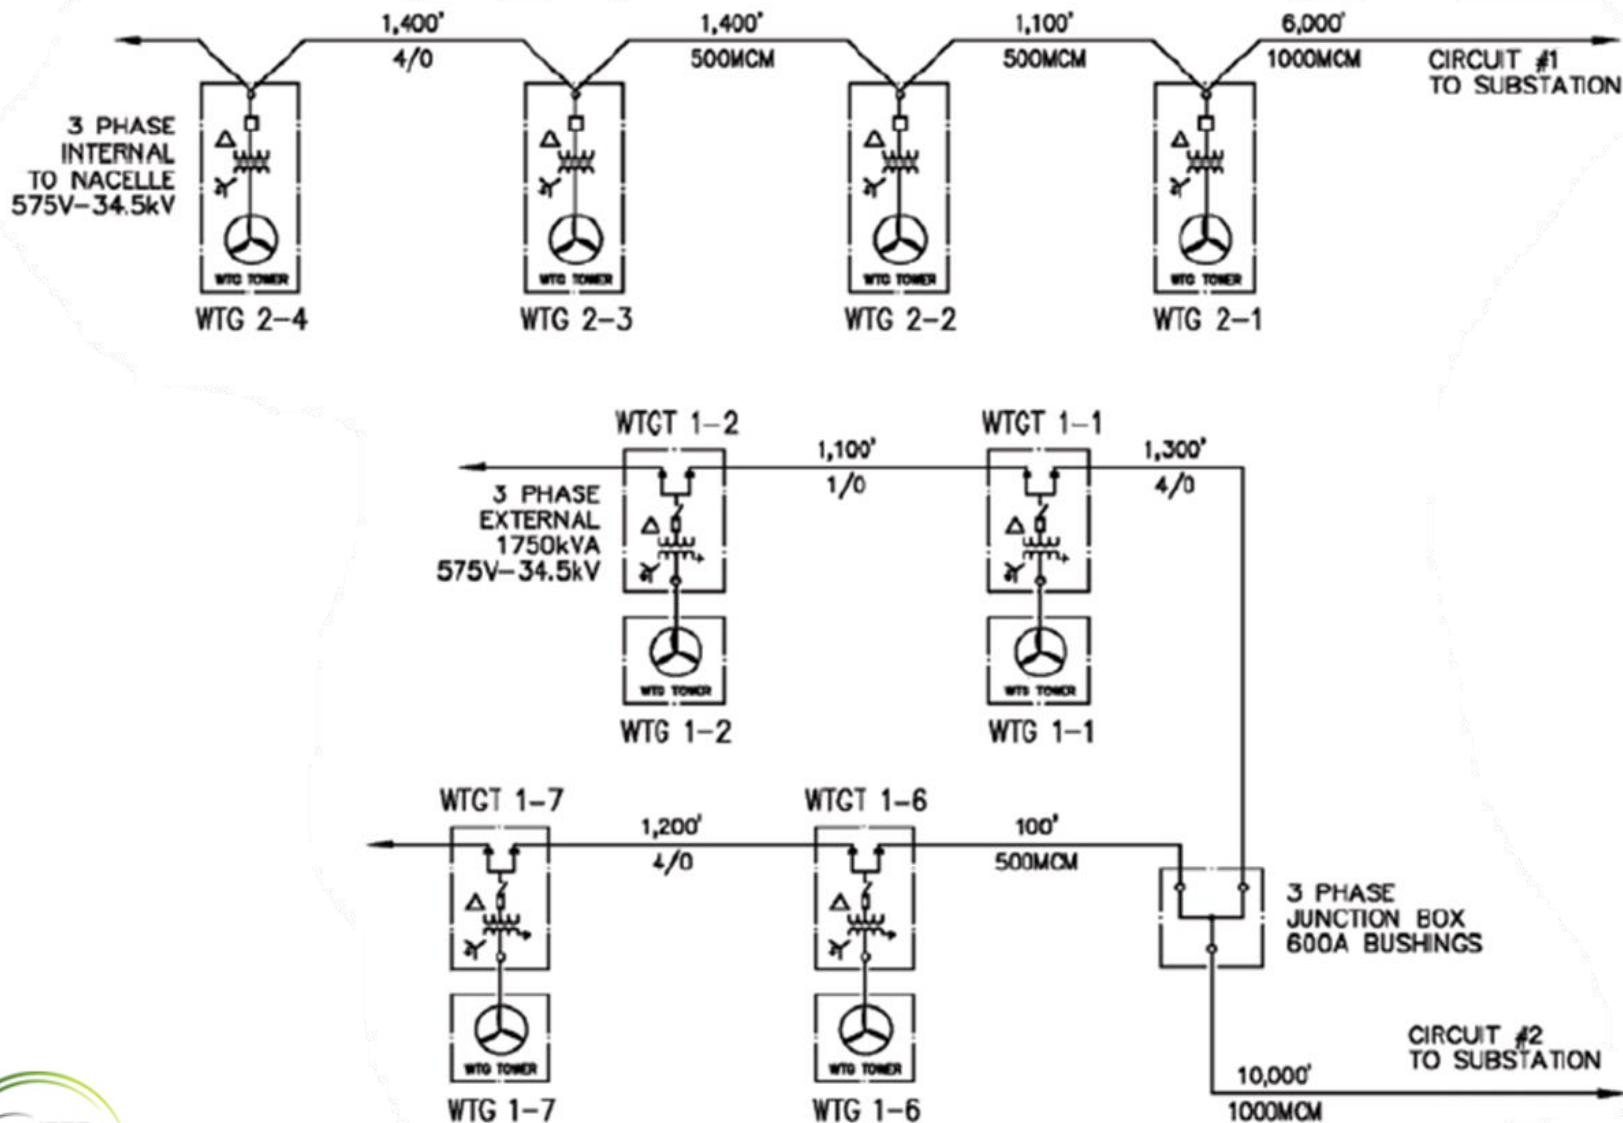 1,400'
4/0
1,400'
500MCM
1,100'
500MCM
6,000'
1000MCM
CIRCUIT #1
TO SUBSTATION
3 PHASE
INTERNAL
TO NACELLE
575V-34.5kV
WTG TOWER
WTG TOWER
WTG TOWER
WTG TOWER
WTG 2-4
WTG 2-3
WTG 2-2
WTG 2-1
WTGT 1-2
WTGT 1-1
1,100'
1/0
1,300'
4/0
3 PHASE
EXTERNAL
1750kVA
575V-34.5kV
WTG TOWER
WTG TOWER
WTG 1-2
WTG 1-1
WTGT 1-7
WTGT 1-6
1,200'
4/0
100'
500MCM
3 PHASE
JUNCTION BOX
600A BUSHINGS
WTG TOWER
WTG TOWER
WTG 1-7
WTG 1-6
CIRCUIT #2
TO SUBSTATION
10,000'
1000MCM